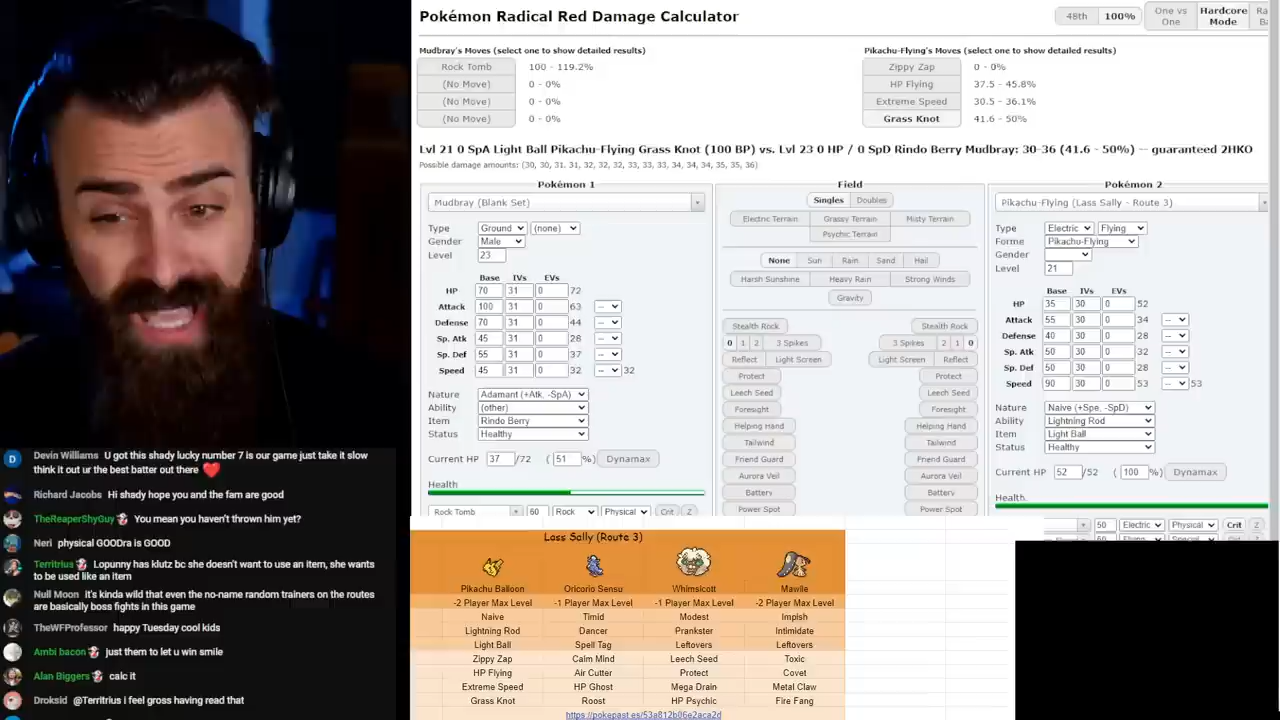 Pokémon Radical Red Damage Calculator
48th 100% One vs One Hardcore Mode
Mudbray's Moves (select one to show detailed results)
Rock Tomb 100 - 119.2%
(No Move) 0 - 0%
(No Move) 0 - 0%
(No Move) 0 - 0%
Pikachu-Flying's Moves (select one to show detailed results)
Zippy Zap 0 - 0%
HP Flying 37.5 - 45.8%
Extreme Speed 30.5 - 36.1%
Grass Knot 41.6 - 50%
Lvl 21 0 SpA Light Ball Pikachu-Flying Grass Knot (100 BP) vs. Lvl 23 0 HP / 0 SpD Rindo Berry Mudbray: 30-36 (41.6 - 50%) -- guaranteed 2HKO
Possible damage amounts: (30, 30, 31, 31, 32, 32, 32, 33, 33, 33, 34, 34, 34, 35, 35, 36)
Pokémon 1
Mudbray (Blank Set)
Type Ground (none)
Gender Male
Level 23
Base IVs EVs
HP 70 31 0 72
Attack 100 31 0 63 --
Defense 70 31 0 44 --
Sp. Atk 45 31 0 28 --
Sp. Def 55 31 0 37 --
Speed 45 31 0 32 -- 32
Nature Adamant (+Atk, -SpA)
Ability (other)
Item Rindo Berry
Status Healthy
Current HP 37 /72 ( 51 %) Dynamax
Health
Rock Tomb 60 Rock Physical Crit Z
Field
Singles Doubles
Electric Terrain Grassy Terrain Misty Terrain
Psychic Terrain
None Sun Rain Sand Hail
Harsh Sunshine Heavy Rain Strong Winds
Gravity
Stealth Rock Stealth Rock
0 1 2 3 Spikes 3 Spikes 2 1 0
Reflect Light Screen Light Screen Reflect
Protect Protect
Leech Seed Leech Seed
Foresight Foresight
Helping Hand Helping Hand
Tailwind Tailwind
Friend Guard Friend Guard
Aurora Veil Aurora Veil
Battery Battery
Power Spot Power Spot
Pokémon 2
Pikachu-Flying (Lass Sally - Route 3)
Type Electric Flying
Forme Pikachu-Flying
Gender
Level 21
Base IVs EVs
HP 35 30 0 52
Attack 55 30 0 34 --
Defense 40 30 0 28 --
Sp. Atk 50 30 0 32 --
Sp. Def 50 30 0 28 --
Speed 90 30 0 53 -- 53
Nature Naive (+Spe, -SpD)
Ability Lightning Rod
Item Light Ball
Status Healthy
Current HP 52 /52 ( 100 %) Dynamax
Health
50 Electric Physical Crit Z
Devin Williams U got this shady lucky number 7 is our game just take it slow
think it out ur the best batter out there ❤
Richard Jacobs Hi shady hope you and the fam are good
TheReaperShyGuy You mean you haven't thrown him yet?
Neri physical GOODra is GOOD
Territrius Lopunny has klutz bc she doesn't want to use an item, she wants
to be used like an item
Null Moon it's kinda wild that even the no-name random trainers on the routes
are basically boss fights in this game
TheWFProfessor happy Tuesday cool kids
Ambi bacon just them to let u win smile
Alan Biggers calc it
Droksid @Territrius i feel gross having read that
Lass Sally (Route 3)
Pikachu Balloon Oricorio Sensu Whimsicott Mawile
-2 Player Max Level -1 Player Max Level -1 Player Max Level -2 Player Max Level
Naive Timid Modest Impish
Lightning Rod Dancer Prankster Intimidate
Light Ball Spell Tag Leftovers Leftovers
Zippy Zap Calm Mind Leech Seed Toxic
HP Flying Air Cutter Protect Covet
Extreme Speed HP Ghost Mega Drain Metal Claw
Grass Knot Roost HP Psychic Fire Fang
https://pokepast.es/53a812b06e2aca2d